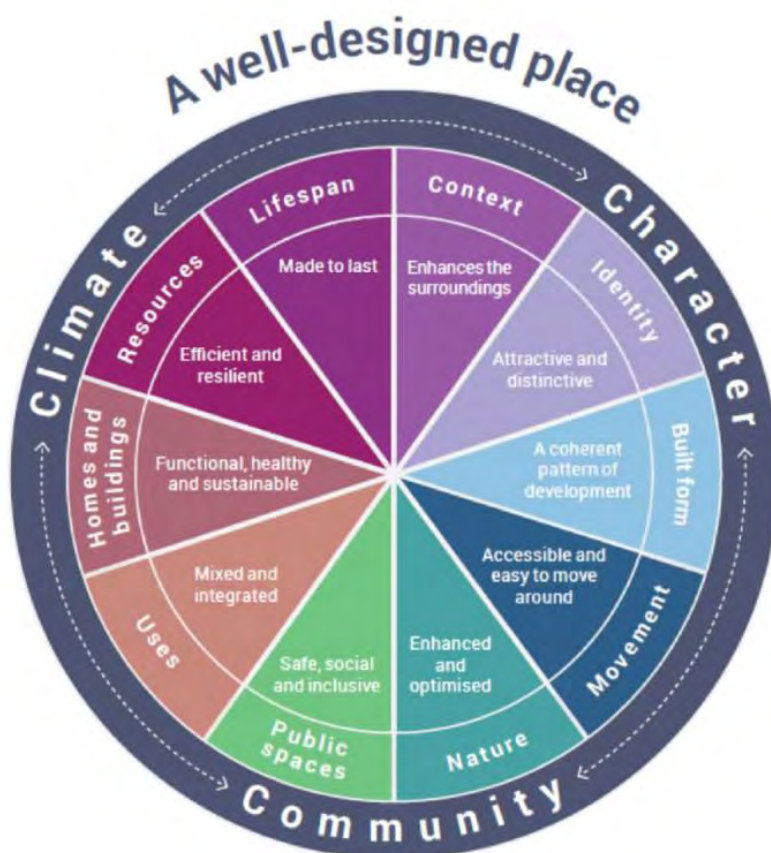 A well-designed place
Climate
Character
Community
Lifespan
Made to last
Context
Enhances the
surroundings
Identity
Attractive and
distinctive
Built form
A coherent
pattern of
development
Movement
Accessible and
easy to move
around
Nature
Enhanced
and
optimised
Public
spaces
Safe, social
and inclusive
Uses
Mixed and
integrated
Homes and
buildings
Functional, healthy
and sustainable
Resources
Efficient and
resilient